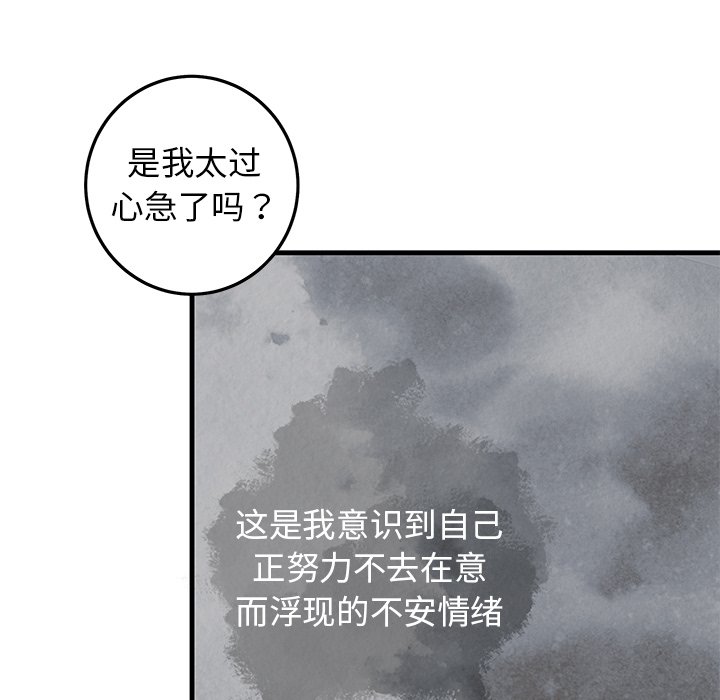 是我太过
心急了吗？
这是我意识到自己
正努力不去在意
而浮现的不安情绪